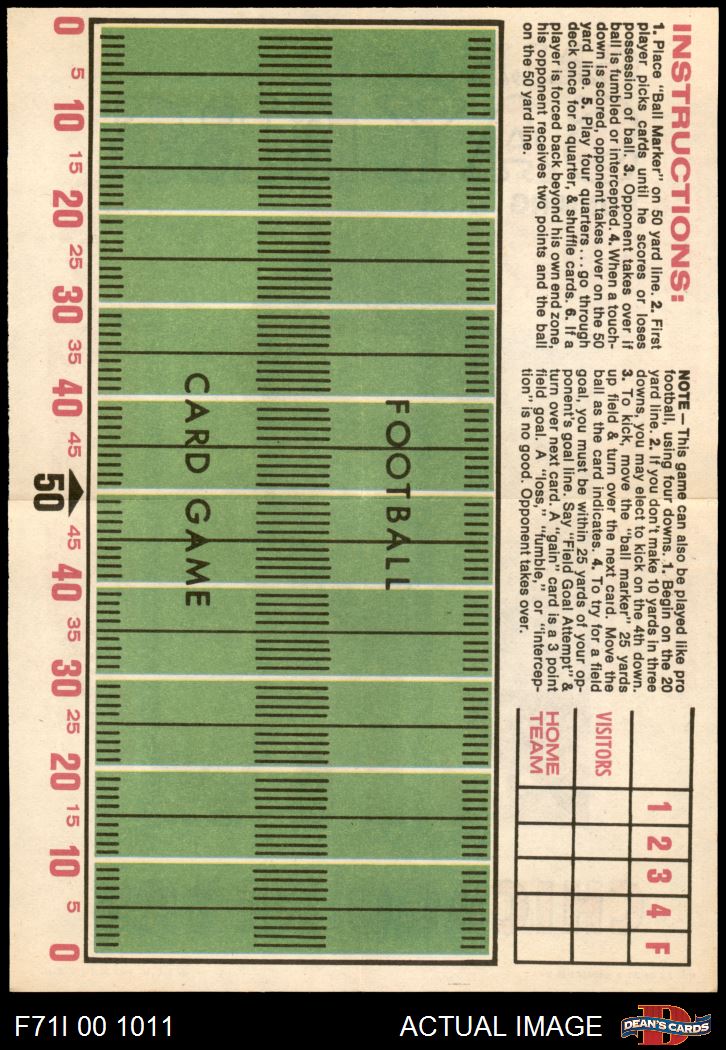 INSTRUCTIONS:
1. Place "Ball Marker" on 50 yard line. 2. First
player picks cards until he scores or loses
possession of ball. 3. Opponent takes over if
ball is fumbled or intercepted. 4. When a touch-
down is scored, opponent takes over on the 50
yard line. 5. Play four quarters...go through
deck once for a quarter, & shuffle cards. 6. If a
player is forced back beyond his own end zone,
his opponent receives two points and the ball
on the 50 yard line.
NOTE — This game can also be played like pro
football, using four downs. 1. Begin on the 20
yard line. 2. If you don't make 10 yards in three
downs, you may elect to kick on the 4th down.
3. To kick, move the "ball marker" 25 yards
up field & turn over the next card. Move the
ball as the card indicates. 4. To try for a field
goal, you must be within 25 yards of your op-
ponent's goal line. Say "Field Goal Attempt" &
turn over next card. A "gain" card is a 3 point
field goal. A "loss," "fumble," or "intercep-
tion" is no good. Opponent takes over.
1 2 3 4 F
VISITORS
HOME
TEAM
FOOTBALL
CARD GAME
0 5 10 15 20 25 30 35 40 45 50 45 40 35 30 25 20 15 10 5 0
F71I 00 1011
ACTUAL IMAGE
D
DEAN'S CARDS